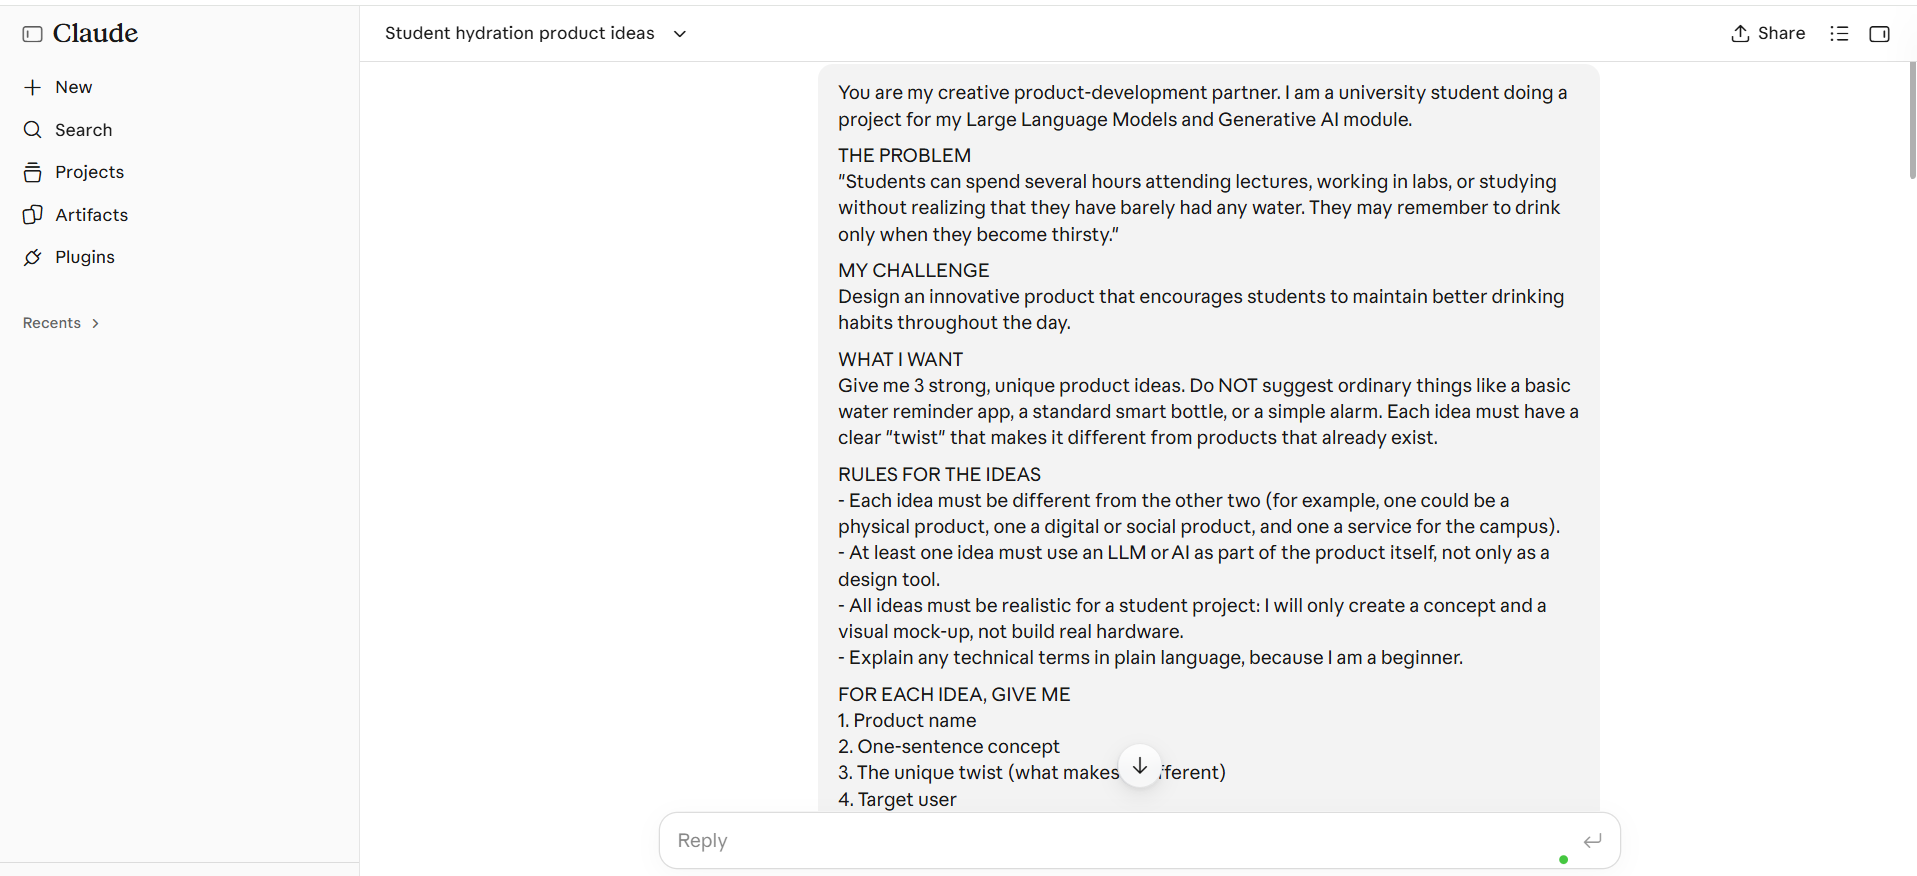 Claude
Student hydration product ideas
Share
New
Search
Projects
Artifacts
Plugins
Recents
You are my creative product-development partner. I am a university student doing a
project for my Large Language Models and Generative AI module.
THE PROBLEM
"Students can spend several hours attending lectures, working in labs, or studying
without realizing that they have barely had any water. They may remember to drink
only when they become thirsty."
MY CHALLENGE
Design an innovative product that encourages students to maintain better drinking
habits throughout the day.
WHAT I WANT
Give me 3 strong, unique product ideas. Do NOT suggest ordinary things like a basic
water reminder app, a standard smart bottle, or a simple alarm. Each idea must have a
clear "twist" that makes it different from products that already exist.
RULES FOR THE IDEAS
- Each idea must be different from the other two (for example, one could be a
physical product, one a digital or social product, and one a service for the campus).
- At least one idea must use an LLM or AI as part of the product itself, not only as a
design tool.
- All ideas must be realistic for a student project: I will only create a concept and a
visual mock-up, not build real hardware.
- Explain any technical terms in plain language, because I am a beginner.
FOR EACH IDEA, GIVE ME
1. Product name
2. One-sentence concept
3. The unique twist (what makes fferent)
4. Target user
Reply